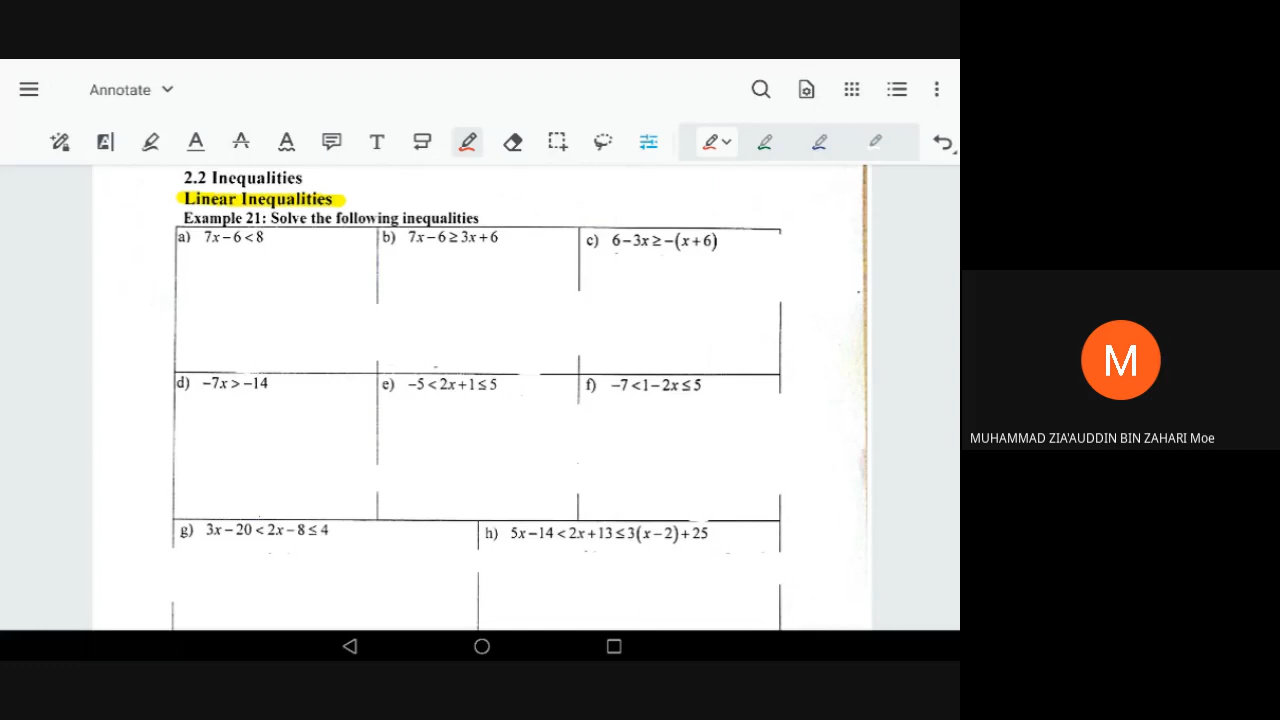 Annotate
2.2 Inequalities
Linear Inequalities
Example 21: Solve the following inequalities
a) 7x−6<8
b) 7x−6≥3x+6
c) 6−3x≥−(x+6)
d) −7x>−14
e) −5<2x+1≤5
f) −7<1−2x≤5
g) 3x−20<2x−8≤4
h) 5x−14<2x+13≤3(x−2)+25
M
MUHAMMAD ZIA'AUDDIN BIN ZAHARI Moe